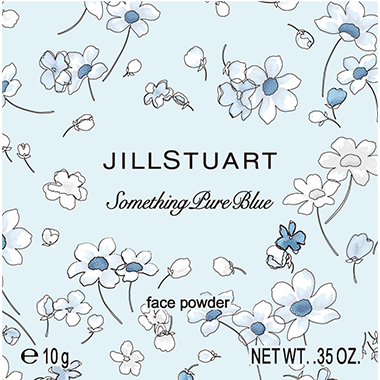 JILLSTUART
Something Pure Blue
face powder
℮ 10 g NET WT. .35 OZ.